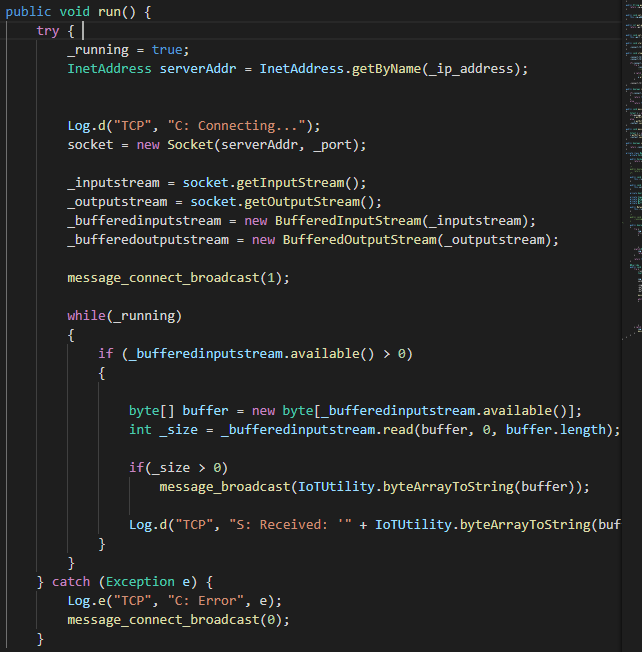 public void run() {
try {
_running = true;
InetAddress serverAddr = InetAddress.getByName(_ip_address);
Log.d("TCP", "C: Connecting...");
socket = new Socket(serverAddr, _port);
_inputstream = socket.getInputStream();
_outputstream = socket.getOutputStream();
_bufferedinputstream = new BufferedInputStream(_inputstream);
_bufferedoutputstream = new BufferedOutputStream(_outputstream);
message_connect_broadcast(1);
while(_running)
{
if (_bufferedinputstream.available() > 0)
{
byte[] buffer = new byte[_bufferedinputstream.available()];
int _size = _bufferedinputstream.read(buffer, 0, buffer.length);
if(_size > 0)
message_broadcast(IoTUtility.byteArrayToString(buffer));
Log.d("TCP", "S: Received: '" + IoTUtility.byteArrayToString(buf
}
}
} catch (Exception e) {
Log.e("TCP", "C: Error", e);
message_connect_broadcast(0);
}